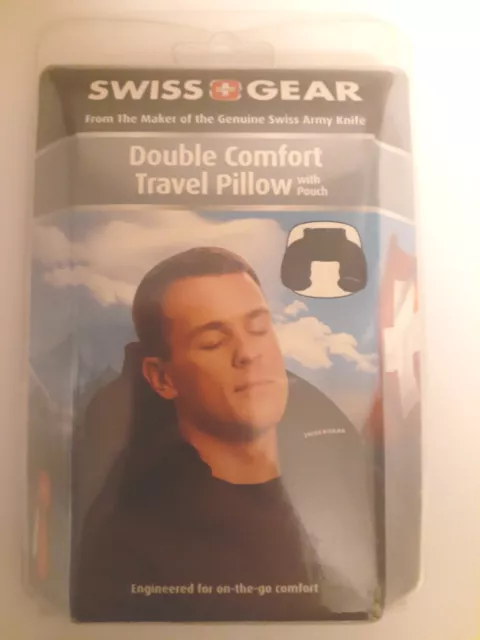 SWISS GEAR
From The Maker of the Genuine Swiss Army Knife
Double Comfort
Travel Pillow with Pouch
SWISSGEAR
Engineered for on-the-go comfort